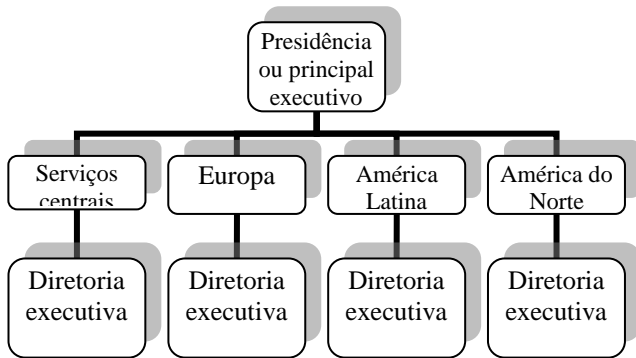 Presidência
ou principal
executivo
Serviços
centrais
Europa
América
Latina
América do
Norte
Diretoria
executiva
Diretoria
executiva
Diretoria
executiva
Diretoria
executiva